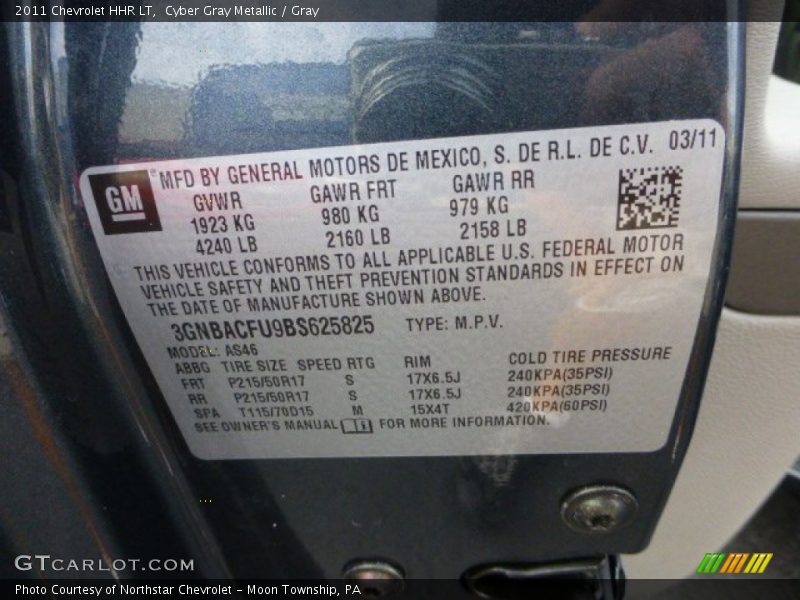 2011 Chevrolet HHR LT,  Cyber Gray Metallic / Gray
GM
® MFD BY GENERAL MOTORS DE MEXICO, S. DE R.L. DE C.V. 03/11
GVWR GAWR FRT GAWR RR
1923 KG 980 KG 979 KG
4240 LB 2160 LB 2158 LB
THIS VEHICLE CONFORMS TO ALL APPLICABLE U.S. FEDERAL MOTOR
VEHICLE SAFETY AND THEFT PREVENTION STANDARDS IN EFFECT ON
THE DATE OF MANUFACTURE SHOWN ABOVE.
3GNBACFU9BS625825 TYPE: M.P.V.
MODEL: AS46
ABBG TIRE SIZE SPEED RTG RIM COLD TIRE PRESSURE
FRT P215/50R17 S 17X6.5J 240KPA(35PSI)
RR P215/50R17 S 17X6.5J 240KPA(35PSI)
SPA T115/70D15 M 15X4T 420KPA(60PSI)
SEE OWNER'S MANUAL FOR MORE INFORMATION.
GTCARLOT.COM
Photo Courtesy of Northstar Chevrolet - Moon Township, PA